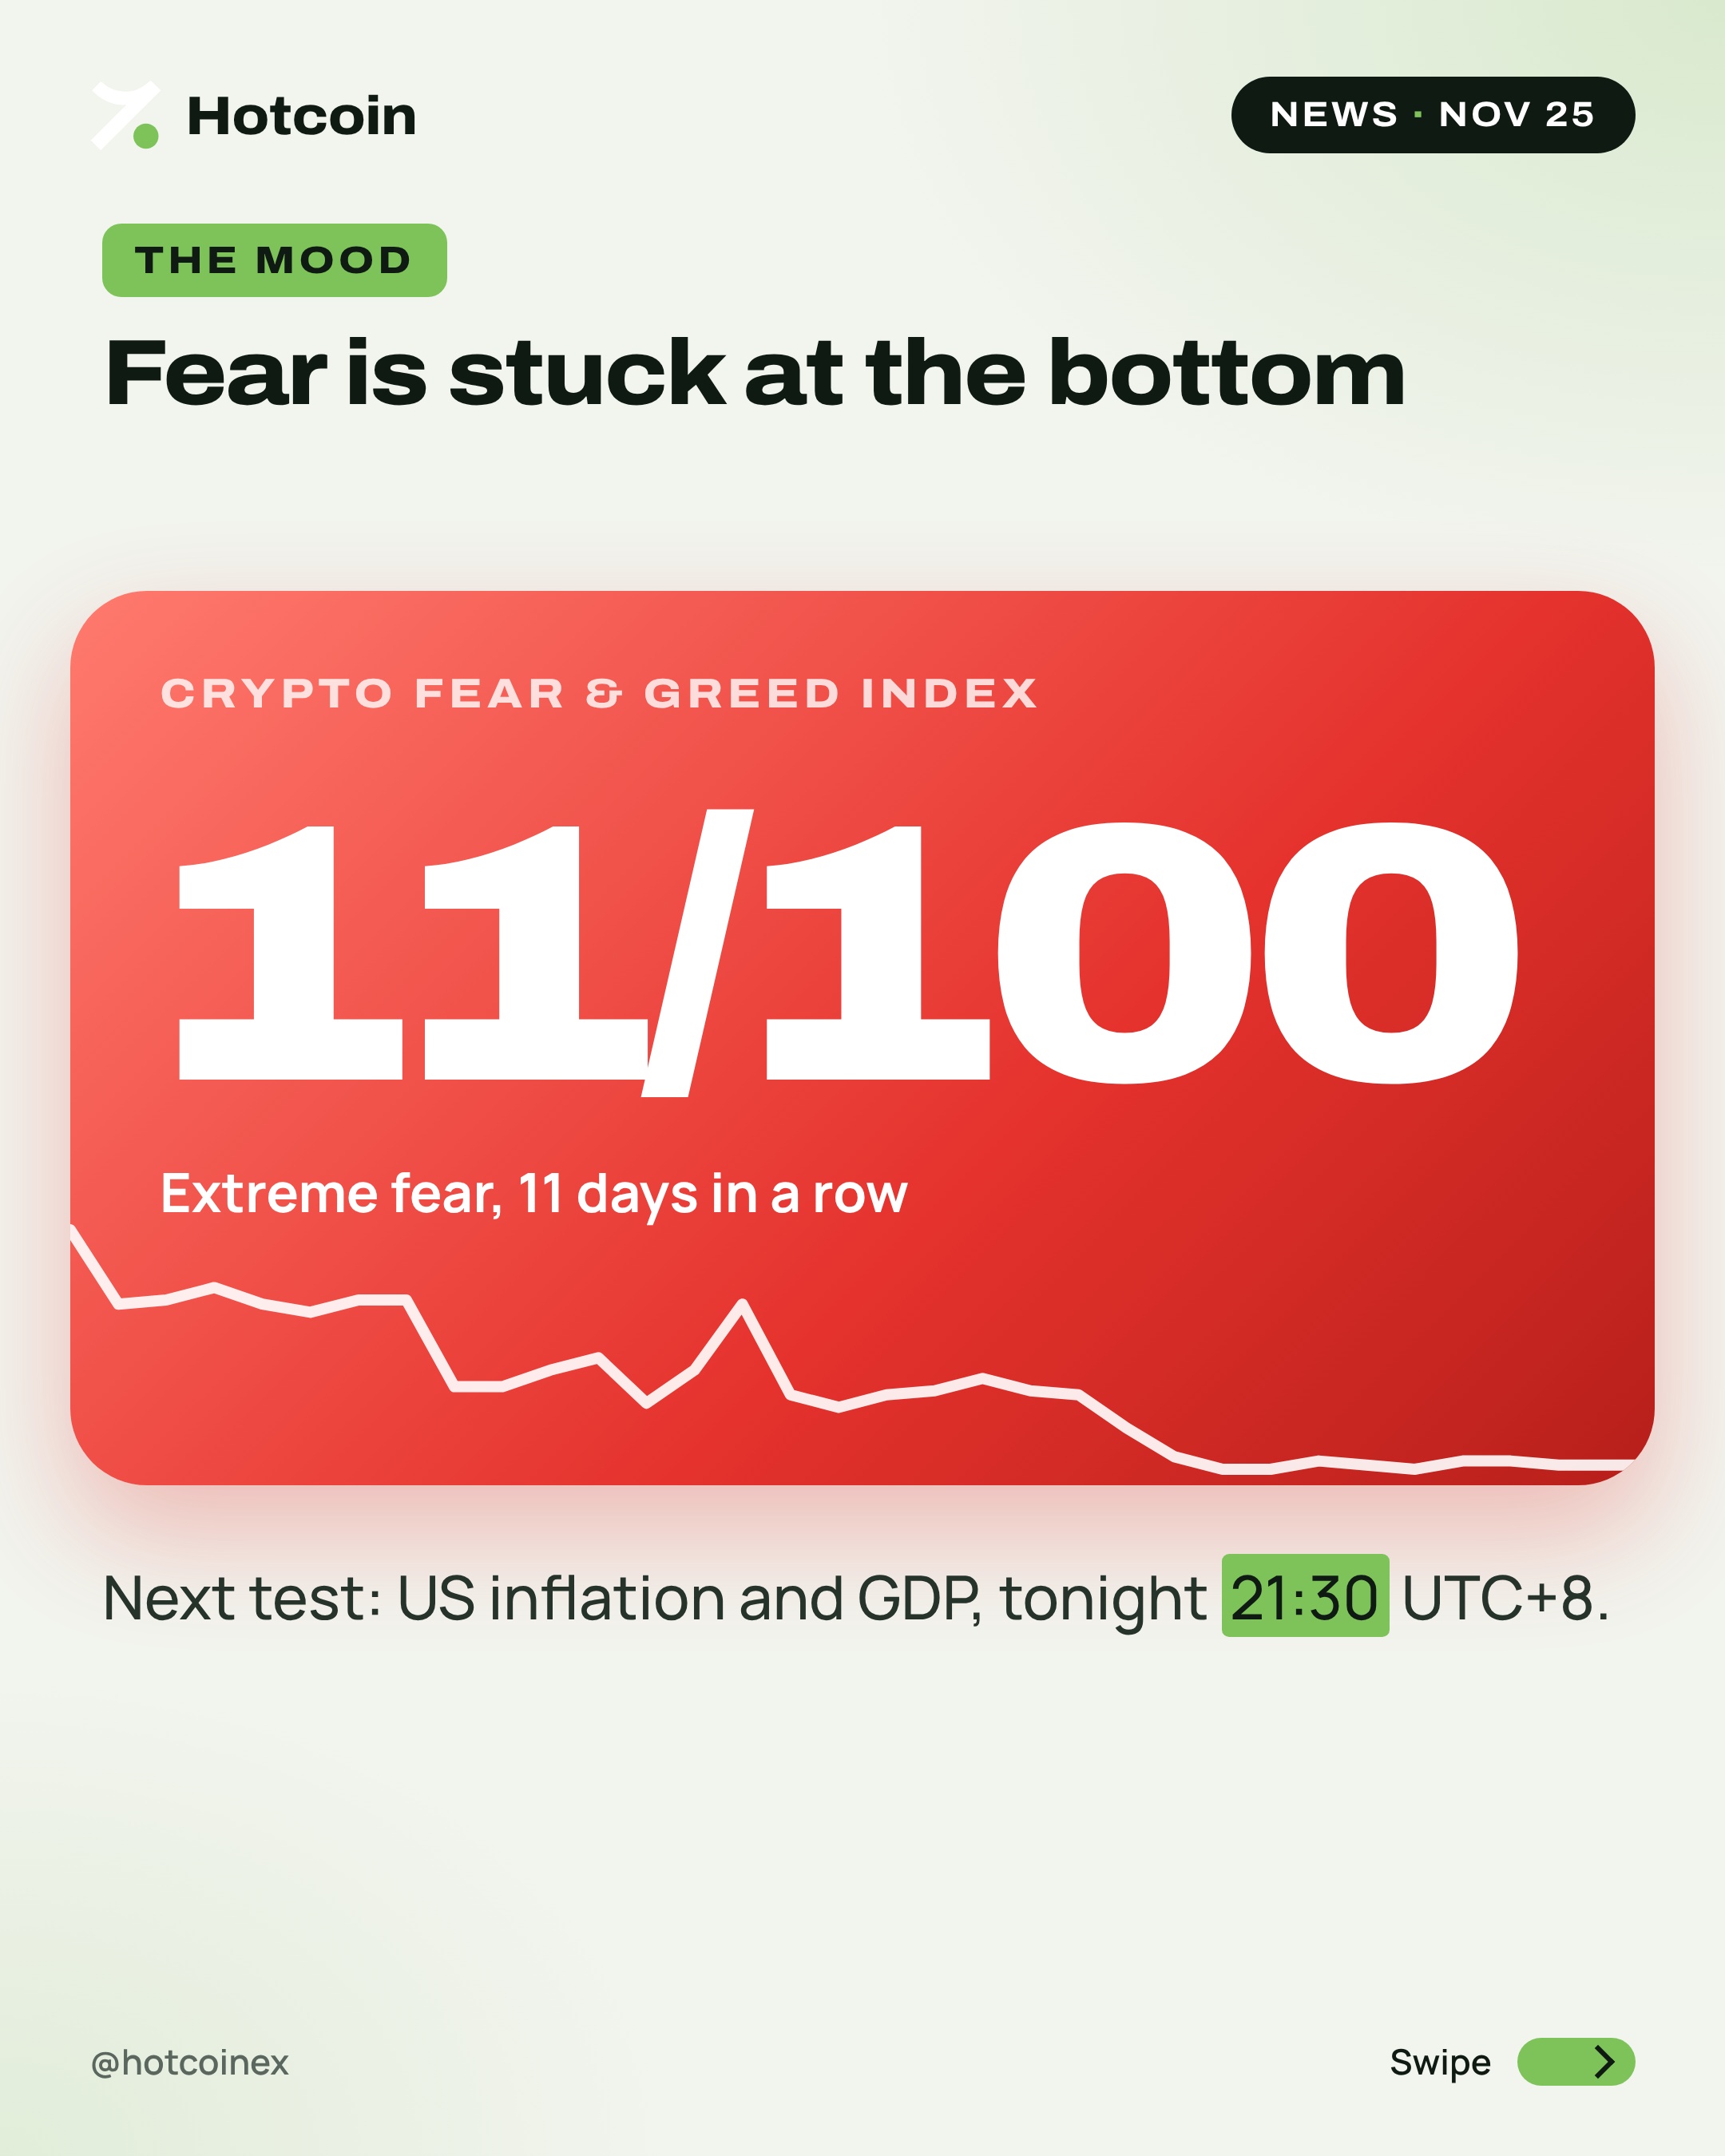 Hotcoin
NEWS · NOV 25
THE MOOD
Fear is stuck at the bottom
CRYPTO FEAR & GREED INDEX
11/100
Extreme fear, 11 days in a row
Next test: US inflation and GDP, tonight 21:30 UTC+8.
@hotcoinex
Swipe